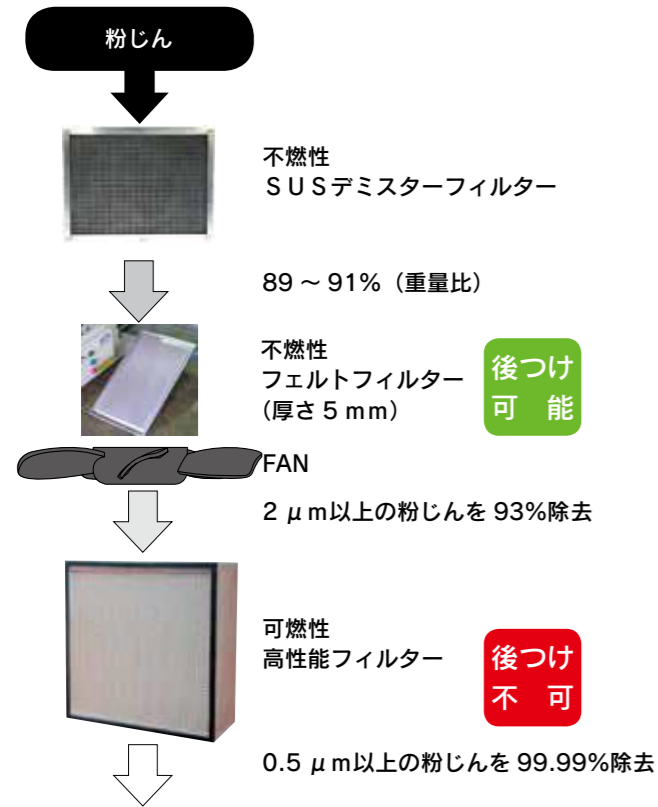 粉じん
不燃性
ＳＵＳデミスターフィルター
89 ～ 91%（重量比）
不燃性
フェルトフィルター
(厚さ 5 mm）
後つけ
可　能
FAN
2 μm以上の粉じんを 93%除去
可燃性
高性能フィルター
後つけ
不　可
0.5 μm以上の粉じんを 99.99%除去